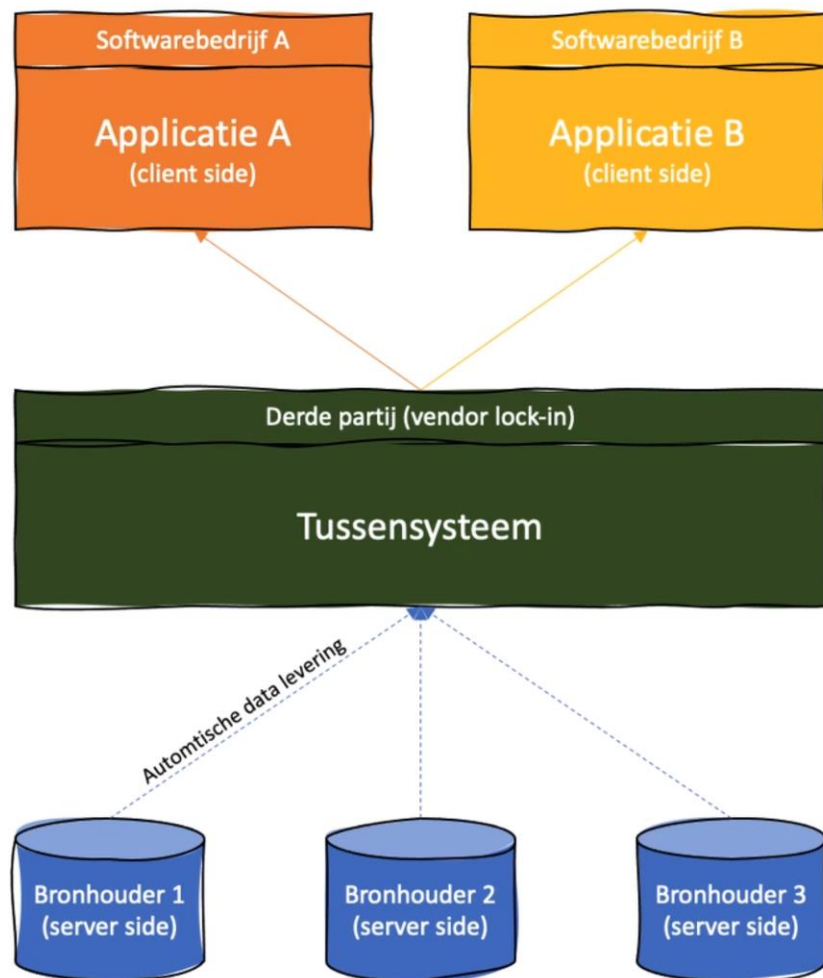 Softwarebedrijf A
Applicatie A
(client side)
Softwarebedrijf B
Applicatie B
(client side)
Derde partij (vendor lock-in)
Tussensysteem
Automtische data levering
Bronhouder 1
(server side)
Bronhouder 2
(server side)
Bronhouder 3
(server side)